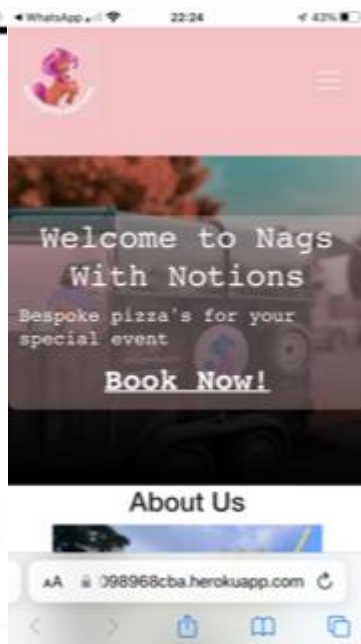 WhatsApp 22:24 43%
Welcome to Nags
With Notions
Bespoke pizza's for your
special event
Book Now!
About Us
AA 098968cba.herokuapp.com